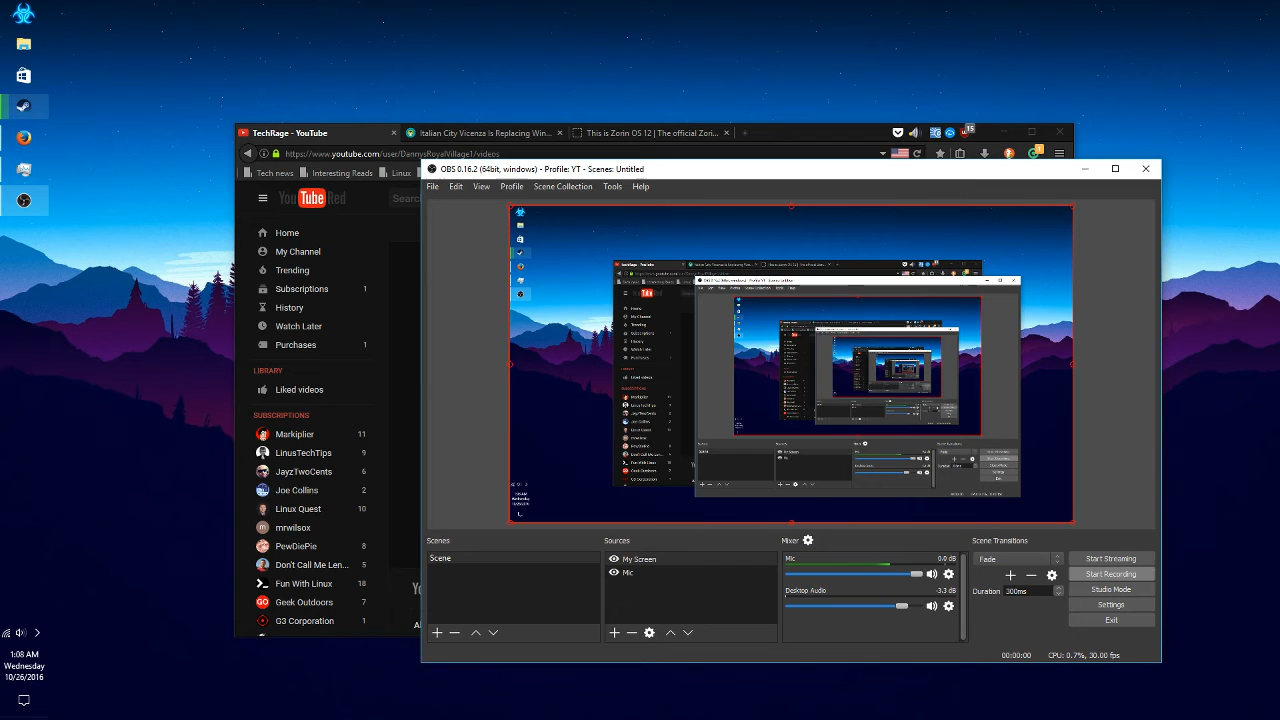 TechRage - YouTube
Italian City Vicenza Is Replacing Win...
This is Zorin OS 12 | The official Zori...
15
https://www.youtube.com/user/DannysRoyalVillage1/videos
1
Tech news
Interesting Reads
Linux
YouTube Red
Search
Home
My Channel
Trending
Subscriptions 1
History
Watch Later
Purchases 1
LIBRARY
Liked videos
SUBSCRIPTIONS
Markiplier 11
LinusTechTips 9
JayzTwoCents 3
Joe Collins 2
Linux Quest 10
mrwilsox
PewDiePie 8
Don't Call Me Len... 5
Fun With Linux 18
Geek Outdoors 7
G3 Corporation 1
OBS 0.16.2 (64bit, windows) - Profile: YT - Scenes: Untitled
File Edit View Profile Scene Collection Tools Help
Scenes
Scene
Sources
My Screen
Mic
Mixer
Mic 0.0 dB
Desktop Audio -3.3 dB
Scene Transitions
Fade
Duration 300ms
Start Streaming
Start Recording
Studio Mode
Settings
Exit
00:00:00 CPU: 0.7%, 30.00 fps
1:08 AM
Wednesday
10/26/2016